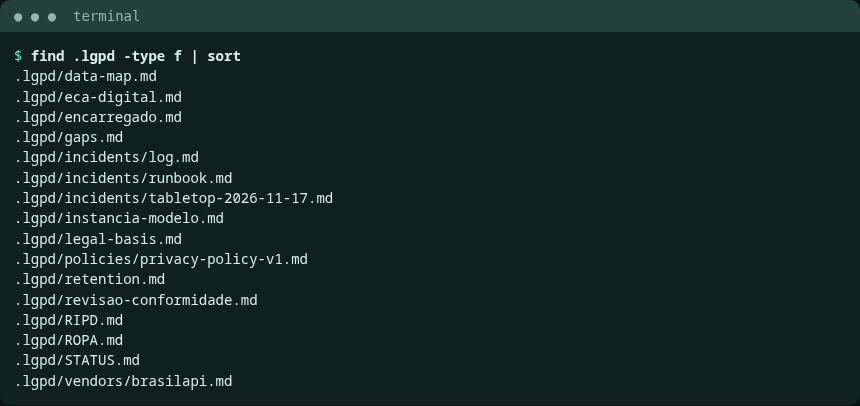 terminal
$ find .lgpd -type f | sort
.lgpd/data-map.md
.lgpd/eca-digital.md
.lgpd/encarregado.md
.lgpd/gaps.md
.lgpd/incidents/log.md
.lgpd/incidents/runbook.md
.lgpd/incidents/tabletop-2026-11-17.md
.lgpd/instancia-modelo.md
.lgpd/legal-basis.md
.lgpd/policies/privacy-policy-v1.md
.lgpd/retention.md
.lgpd/revisao-conformidade.md
.lgpd/RIPD.md
.lgpd/ROPA.md
.lgpd/STATUS.md
.lgpd/vendors/brasilapi.md